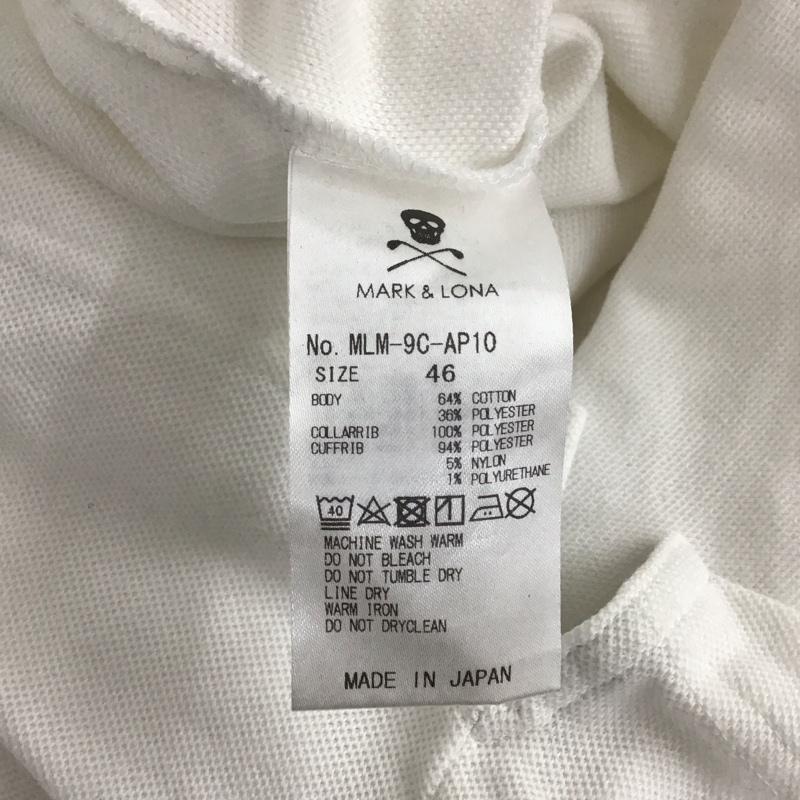 MARK & LONA
No. MLM-9C-AP10
SIZE 46
BODY 64% COTTON
36% POLYESTER
COLLARRIB 100% POLYESTER
CUFFRIB 94% POLYESTER
5% NYLON
1% POLYURETHANE
40
MACHINE WASH WARM
DO NOT BLEACH
DO NOT TUMBLE DRY
LINE DRY
WARM IRON
DO NOT DRYCLEAN
MADE IN JAPAN